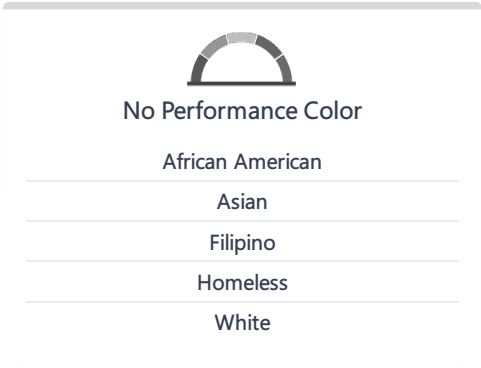 No Performance Color
African American
Asian
Filipino
Homeless
White